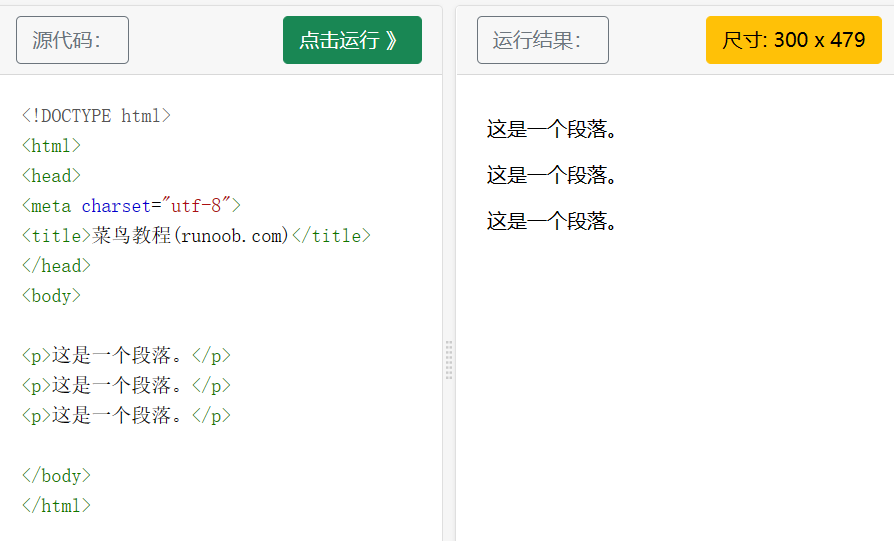 源代码：
点击运行 》
<!DOCTYPE html>
<html>
<head>
<meta charset="utf-8">
<title>菜鸟教程(runoob.com)</title>
</head>
<body>
<p>这是一个段落。</p>
<p>这是一个段落。</p>
<p>这是一个段落。</p>
</body>
</html>
运行结果：
尺寸: 300 x 479
这是一个段落。
这是一个段落。
这是一个段落。